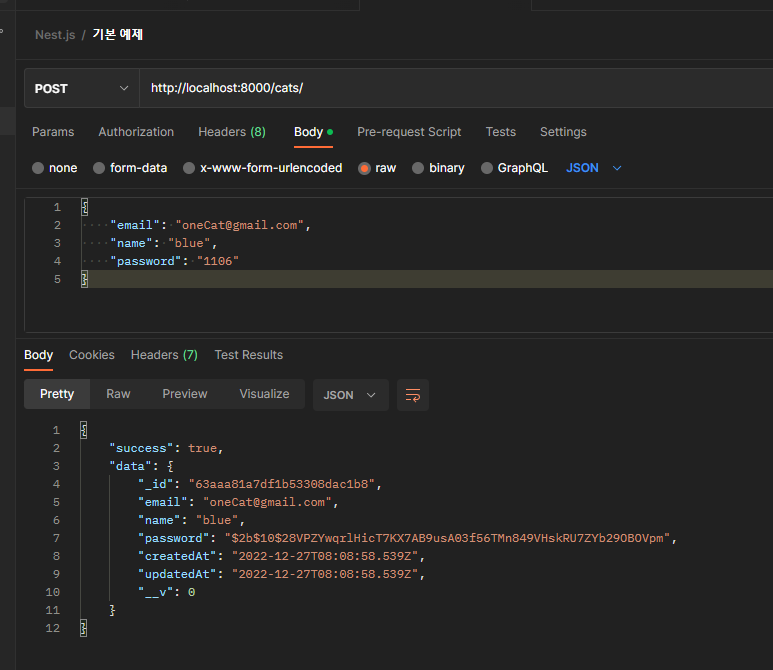 Nest.js / 기본 예제
POST http://localhost:8000/cats/
Params Authorization Headers (8) Body Pre-request Script Tests Settings
none form-data x-www-form-urlencoded raw binary GraphQL JSON
1 {
2 "email": "oneCat@gmail.com",
3 "name": "blue",
4 "password": "1106"
5 }
Body Cookies Headers (7) Test Results
Pretty Raw Preview Visualize JSON
1 {
2 "success": true,
3 "data": {
4 "_id": "63aaa81a7df1b53308dac1b8",
5 "email": "oneCat@gmail.com",
6 "name": "blue",
7 "password": "$2b$10$28VPZYwqrlHicT7KX7AB9usA03f56TMn849VHskRU7ZYb29OBOVpm",
8 "createdAt": "2022-12-27T08:08:58.539Z",
9 "updatedAt": "2022-12-27T08:08:58.539Z",
10 "__v": 0
11 }
12 }